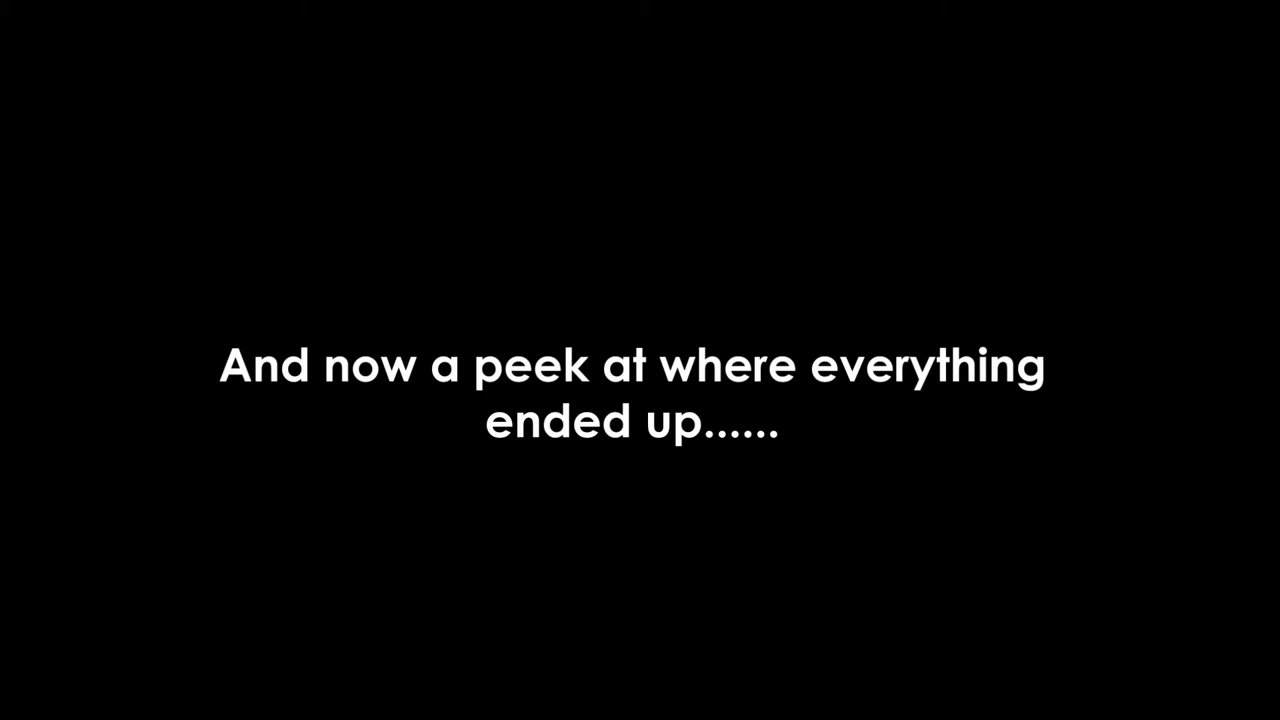 And now a peek at where everything
ended up......